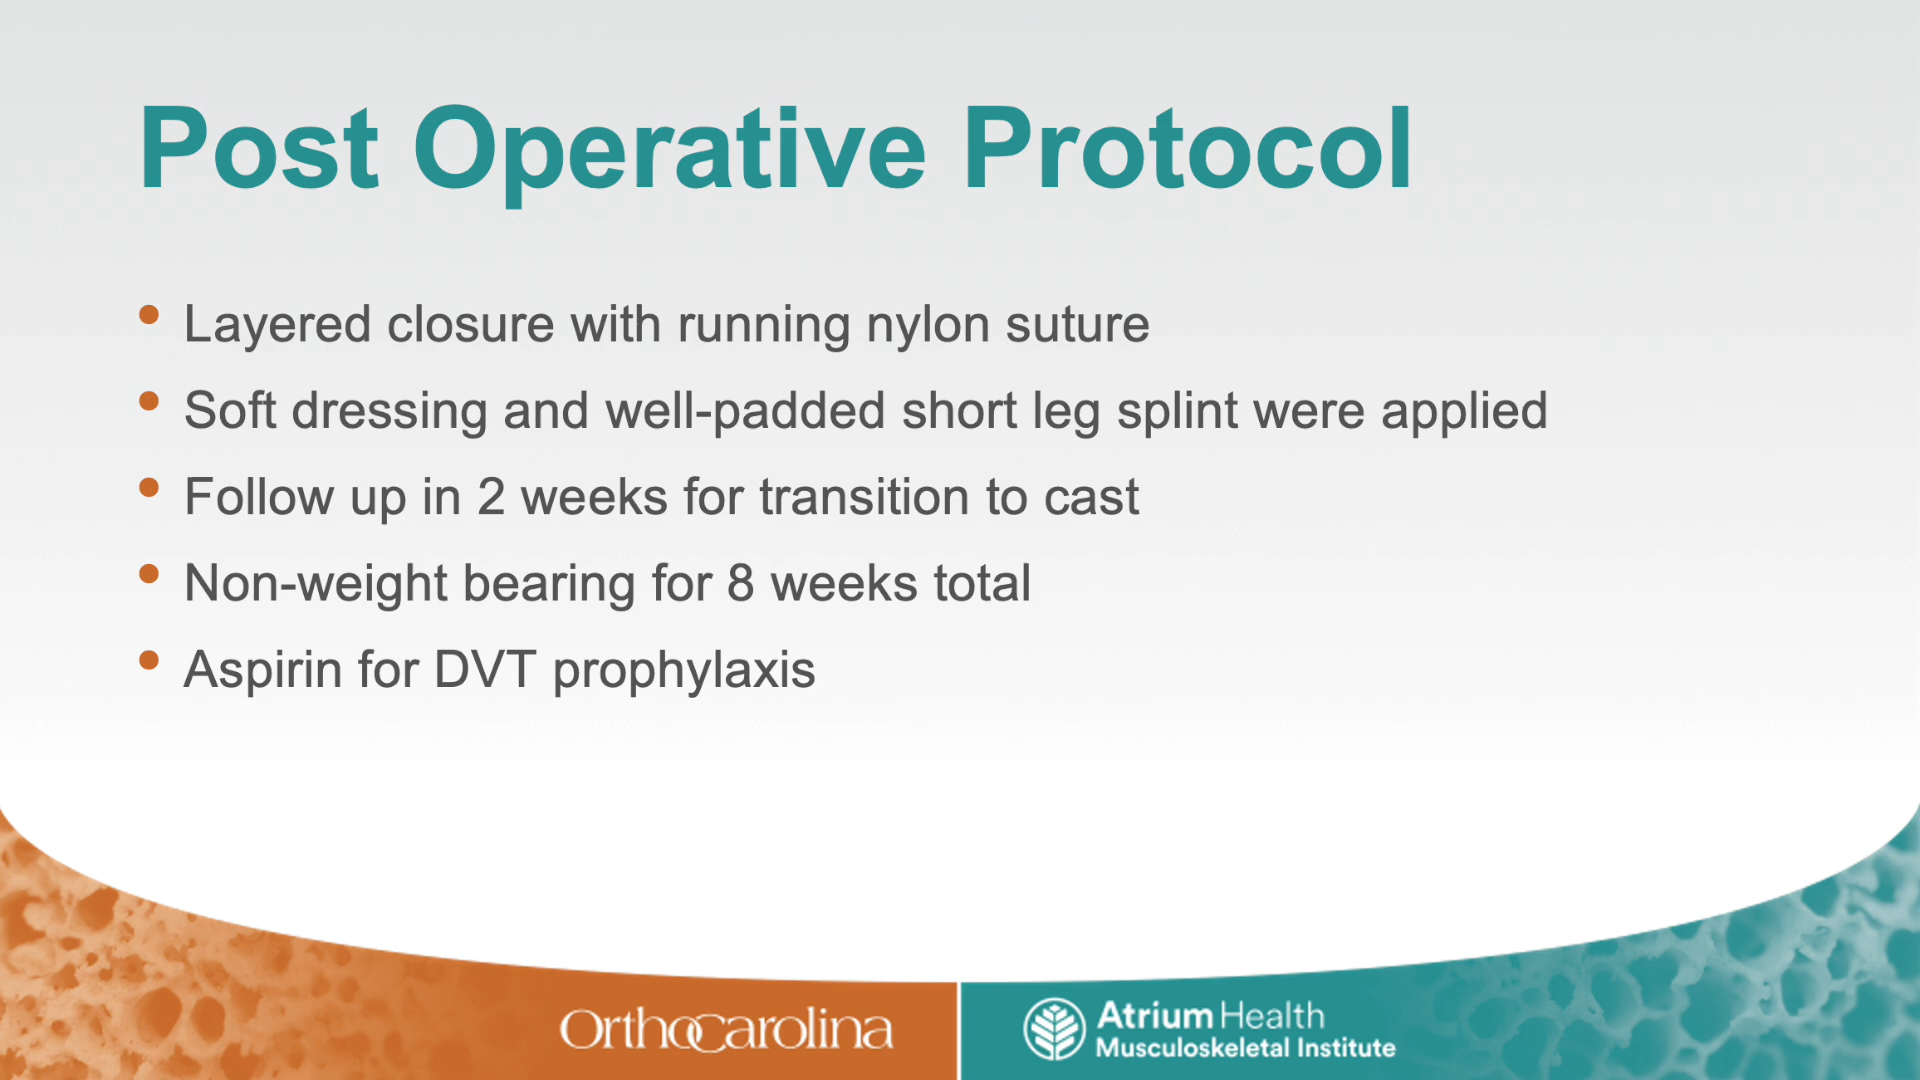 Post Operative Protocol
• Layered closure with running nylon suture
• Soft dressing and well-padded short leg splint were applied
• Follow up in 2 weeks for transition to cast
• Non-weight bearing for 8 weeks total
• Aspirin for DVT prophylaxis
OrthoCarolina
Atrium Health
Musculoskeletal Institute